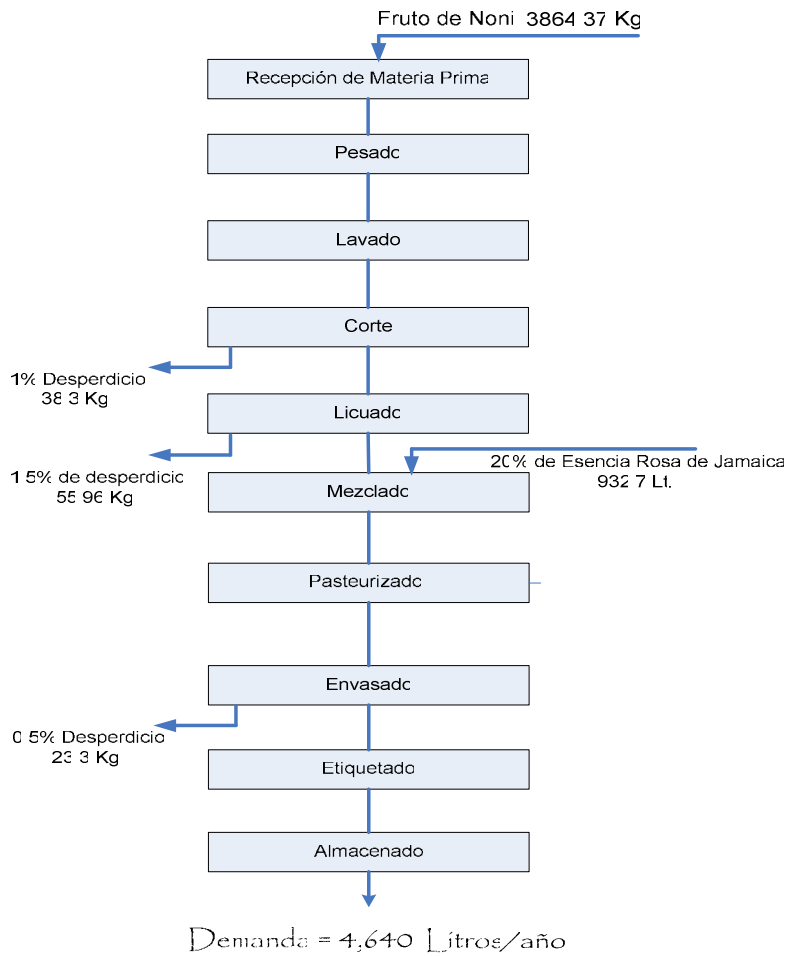 Fruto de Noni 3864 37 Kg
Recepción de Materia Prima
Pesado
Lavado
Corte
1% Desperdicio
38 3 Kg
Licuado
1 5% de desperdicio
55 96 Kg
20% de Esencia Rosa de Jamaica
932 7 Lt.
Mezclado
Pasteurizado
Envasado
0 5% Desperdicio
23 3 Kg
Etiquetado
Almacenado
Demanda = 4,640 Litros/año